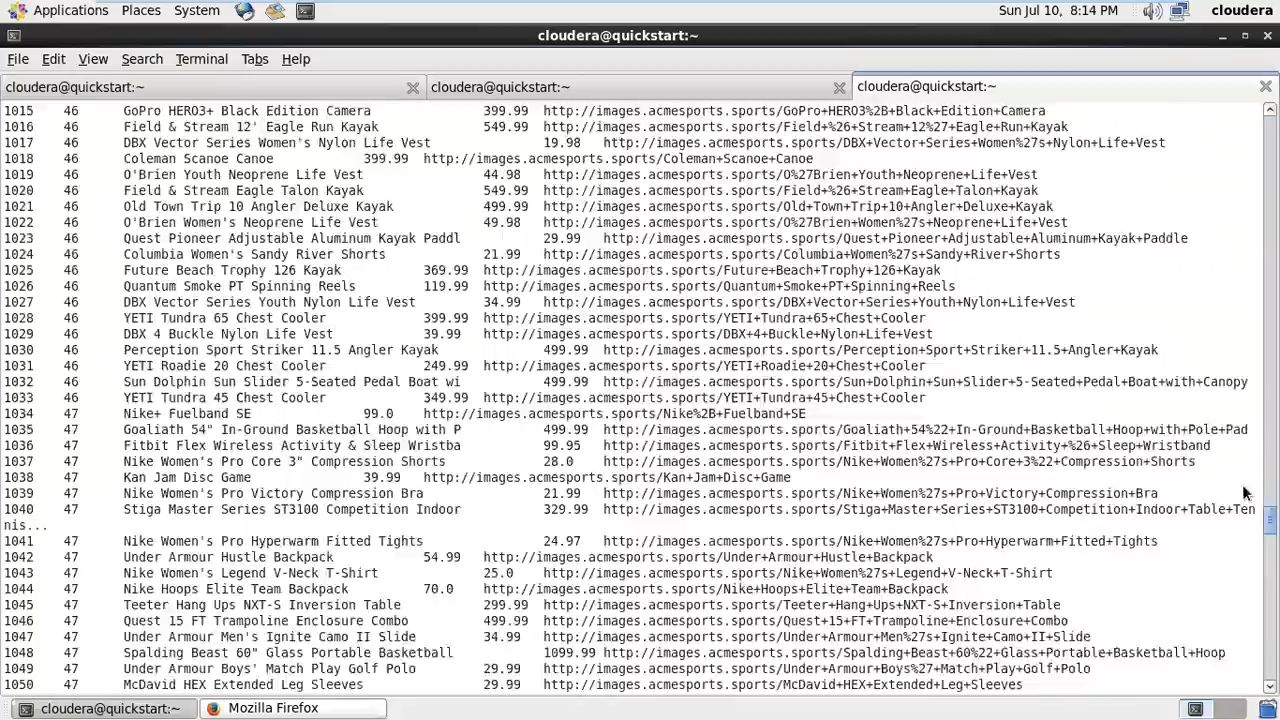 Applications Places System Sun Jul 10, 8:14 PM cloudera
cloudera@quickstart:~
File Edit View Search Terminal Tabs Help
cloudera@quickstart:~ cloudera@quickstart:~ cloudera@quickstart:~
1015 46 GoPro HERO3+ Black Edition Camera 399.99 http://images.acmesports.sports/GoPro+HERO3%2B+Black+Edition+Camera
1016 46 Field & Stream 12' Eagle Run Kayak 549.99 http://images.acmesports.sports/Field+%26+Stream+12%27+Eagle+Run+Kayak
1017 46 DBX Vector Series Women's Nylon Life Vest 19.98 http://images.acmesports.sports/DBX+Vector+Series+Women%27s+Nylon+Life+Vest
1018 46 Coleman Scanoe Canoe 399.99 http://images.acmesports.sports/Coleman+Scanoe+Canoe
1019 46 O'Brien Youth Neoprene Life Vest 44.98 http://images.acmesports.sports/O%27Brien+Youth+Neoprene+Life+Vest
1020 46 Field & Stream Eagle Talon Kayak 549.99 http://images.acmesports.sports/Field+%26+Stream+Eagle+Talon+Kayak
1021 46 Old Town Trip 10 Angler Deluxe Kayak 499.99 http://images.acmesports.sports/Old+Town+Trip+10+Angler+Deluxe+Kayak
1022 46 O'Brien Women's Neoprene Life Vest 49.98 http://images.acmesports.sports/O%27Brien+Women%27s+Neoprene+Life+Vest
1023 46 Quest Pioneer Adjustable Aluminum Kayak Paddl 29.99 http://images.acmesports.sports/Quest+Pioneer+Adjustable+Aluminum+Kayak+Paddle
1024 46 Columbia Women's Sandy River Shorts 21.99 http://images.acmesports.sports/Columbia+Women%27s+Sandy+River+Shorts
1025 46 Future Beach Trophy 126 Kayak 369.99 http://images.acmesports.sports/Future+Beach+Trophy+126+Kayak
1026 46 Quantum Smoke PT Spinning Reels 119.99 http://images.acmesports.sports/Quantum+Smoke+PT+Spinning+Reels
1027 46 DBX Vector Series Youth Nylon Life Vest 34.99 http://images.acmesports.sports/DBX+Vector+Series+Youth+Nylon+Life+Vest
1028 46 YETI Tundra 65 Chest Cooler 399.99 http://images.acmesports.sports/YETI+Tundra+65+Chest+Cooler
1029 46 DBX 4 Buckle Nylon Life Vest 39.99 http://images.acmesports.sports/DBX+4+Buckle+Nylon+Life+Vest
1030 46 Perception Sport Striker 11.5 Angler Kayak 499.99 http://images.acmesports.sports/Perception+Sport+Striker+11.5+Angler+Kayak
1031 46 YETI Roadie 20 Chest Cooler 249.99 http://images.acmesports.sports/YETI+Roadie+20+Chest+Cooler
1032 46 Sun Dolphin Sun Slider 5-Seated Pedal Boat wi 499.99 http://images.acmesports.sports/Sun+Dolphin+Sun+Slider+5-Seated+Pedal+Boat+with+Canopy
1033 46 YETI Tundra 45 Chest Cooler 349.99 http://images.acmesports.sports/YETI+Tundra+45+Chest+Cooler
1034 47 Nike+ Fuelband SE 99.0 http://images.acmesports.sports/Nike%2B+Fuelband+SE
1035 47 Goaliath 54" In-Ground Basketball Hoop with P 499.99 http://images.acmesports.sports/Goaliath+54%22+In-Ground+Basketball+Hoop+with+Pole+Pad
1036 47 Fitbit Flex Wireless Activity & Sleep Wristba 99.95 http://images.acmesports.sports/Fitbit+Flex+Wireless+Activity+%26+Sleep+Wristband
1037 47 Nike Women's Pro Core 3" Compression Shorts 28.0 http://images.acmesports.sports/Nike+Women%27s+Pro+Core+3%22+Compression+Shorts
1038 47 Kan Jam Disc Game 39.99 http://images.acmesports.sports/Kan+Jam+Disc+Game
1039 47 Nike Women's Pro Victory Compression Bra 21.99 http://images.acmesports.sports/Nike+Women%27s+Pro+Victory+Compression+Bra
1040 47 Stiga Master Series ST3100 Competition Indoor 329.99 http://images.acmesports.sports/Stiga+Master+Series+ST3100+Competition+Indoor+Table+Ten
nis...
1041 47 Nike Women's Pro Hyperwarm Fitted Tights 24.97 http://images.acmesports.sports/Nike+Women%27s+Pro+Hyperwarm+Fitted+Tights
1042 47 Under Armour Hustle Backpack 54.99 http://images.acmesports.sports/Under+Armour+Hustle+Backpack
1043 47 Nike Women's Legend V-Neck T-Shirt 25.0 http://images.acmesports.sports/Nike+Women%27s+Legend+V-Neck+T-Shirt
1044 47 Nike Hoops Elite Team Backpack 70.0 http://images.acmesports.sports/Nike+Hoops+Elite+Team+Backpack
1045 47 Teeter Hang Ups NXT-S Inversion Table 299.99 http://images.acmesports.sports/Teeter+Hang+Ups+NXT-S+Inversion+Table
1046 47 Quest 15 FT Trampoline Enclosure Combo 499.99 http://images.acmesports.sports/Quest+15+FT+Trampoline+Enclosure+Combo
1047 47 Under Armour Men's Ignite Camo II Slide 34.99 http://images.acmesports.sports/Under+Armour+Men%27s+Ignite+Camo+II+Slide
1048 47 Spalding Beast 60" Glass Portable Basketball 1099.99 http://images.acmesports.sports/Spalding+Beast+60%22+Glass+Portable+Basketball+Hoop
1049 47 Under Armour Boys' Match Play Golf Polo 29.99 http://images.acmesports.sports/Under+Armour+Boys%27+Match+Play+Golf+Polo
1050 47 McDavid HEX Extended Leg Sleeves 29.99 http://images.acmesports.sports/McDavid+HEX+Extended+Leg+Sleeves
cloudera@quickstart:~ Mozilla Firefox